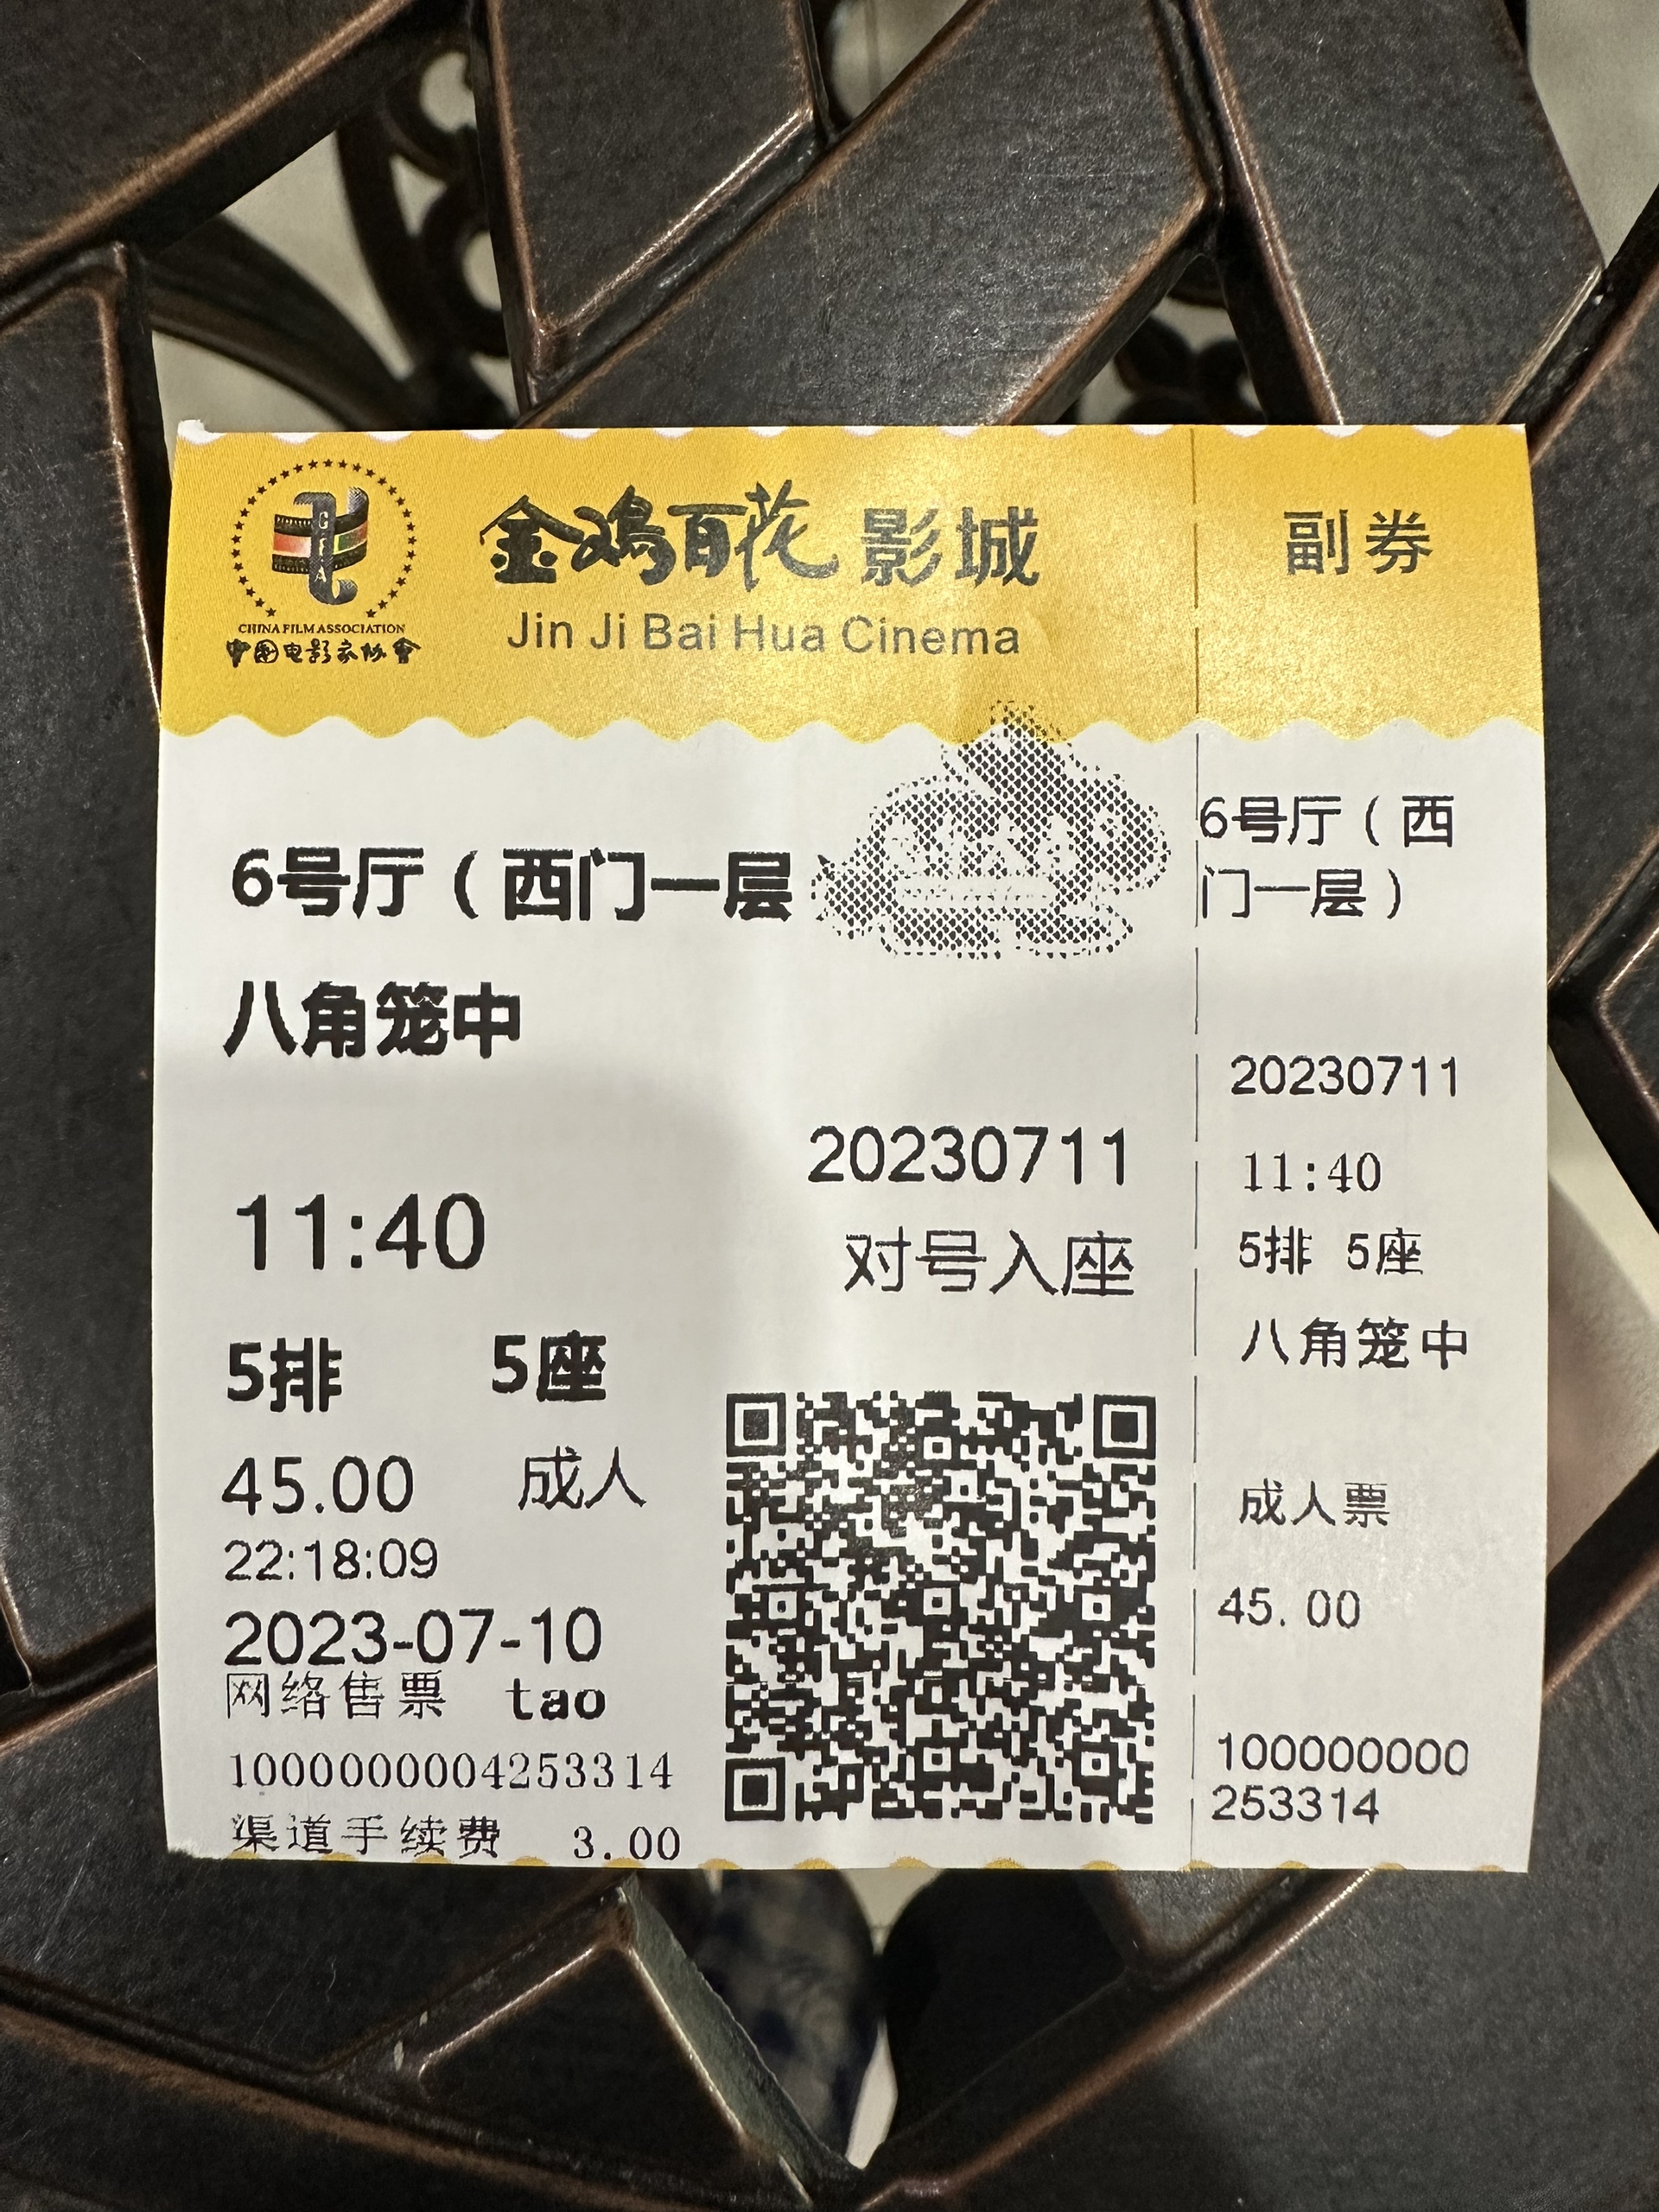 金鸡百花影城
Jin Ji Bai Hua Cinema
CHINA FILM ASSOCIATION
中国电影家协会
CFA
副券
6号厅（西门一层
八角笼中
20230711
11:40
对号入座
5排 5座
45.00 成人
22:18:09
2023-07-10
网络售票 tao
1000000004253314
渠道手续费 3.00
6号厅（西
门一层）
20230711
11:40
5排 5座
八角笼中
成人票
45.00
100000000
253314